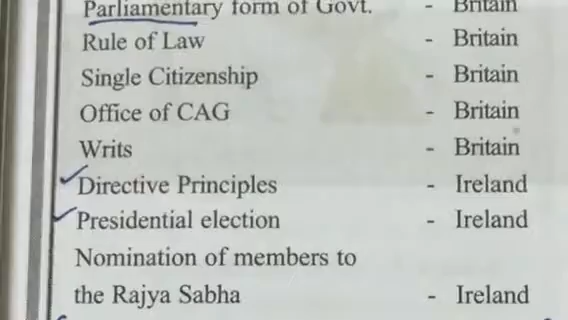 Parliamentary form of Govt. - Britain
Rule of Law - Britain
Single Citizenship - Britain
Office of CAG - Britain
Writs - Britain
Directive Principles - Ireland
Presidential election - Ireland
Nomination of members to
the Rajya Sabha - Ireland